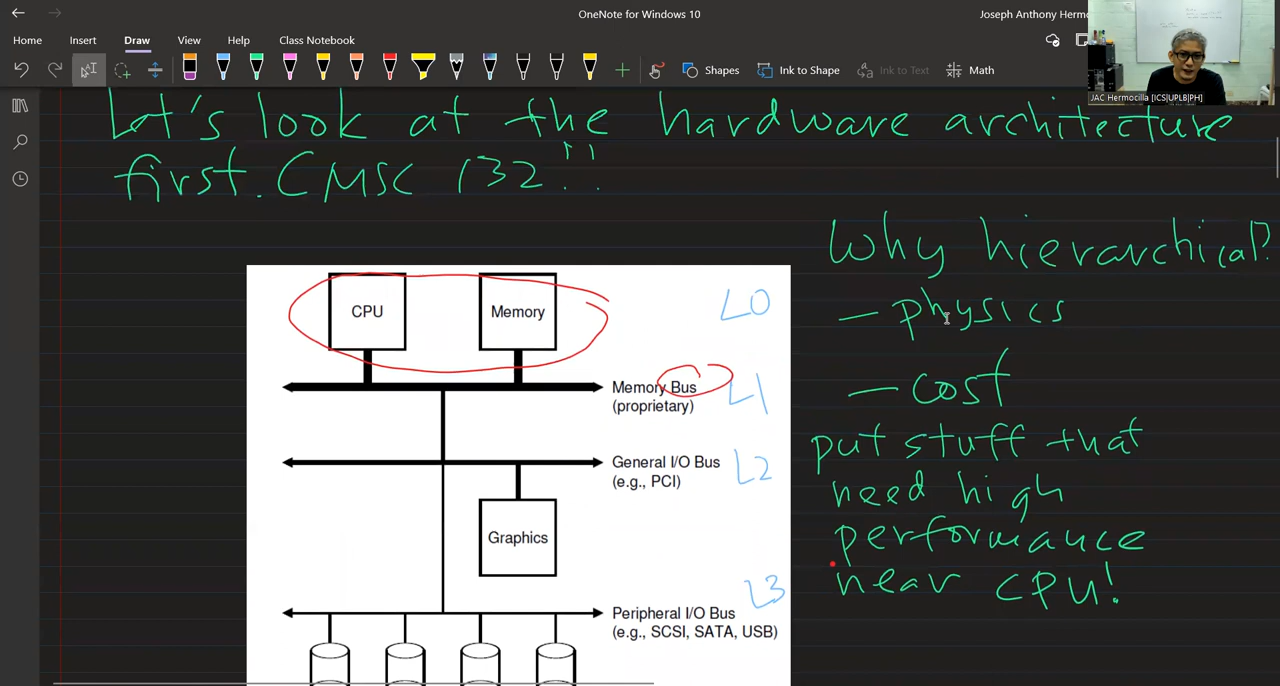 OneNote for Windows 10
Joseph Anthony Hermo
Home Insert Draw View Help Class Notebook
Shapes Ink to Shape Ink to Text Math
JAC Hermocilla [ICS|UPLB|PH]
Let's look at the hardware architecture
first. CMSC 132!!
Why hierarchical?
- physics
- cost
put stuff that
need high
performance
near CPU!
CPU
Memory
L0
Memory Bus
(proprietary)
L1
General I/O Bus
(e.g., PCI)
L2
Graphics
Peripheral I/O Bus
(e.g., SCSI, SATA, USB)
L3